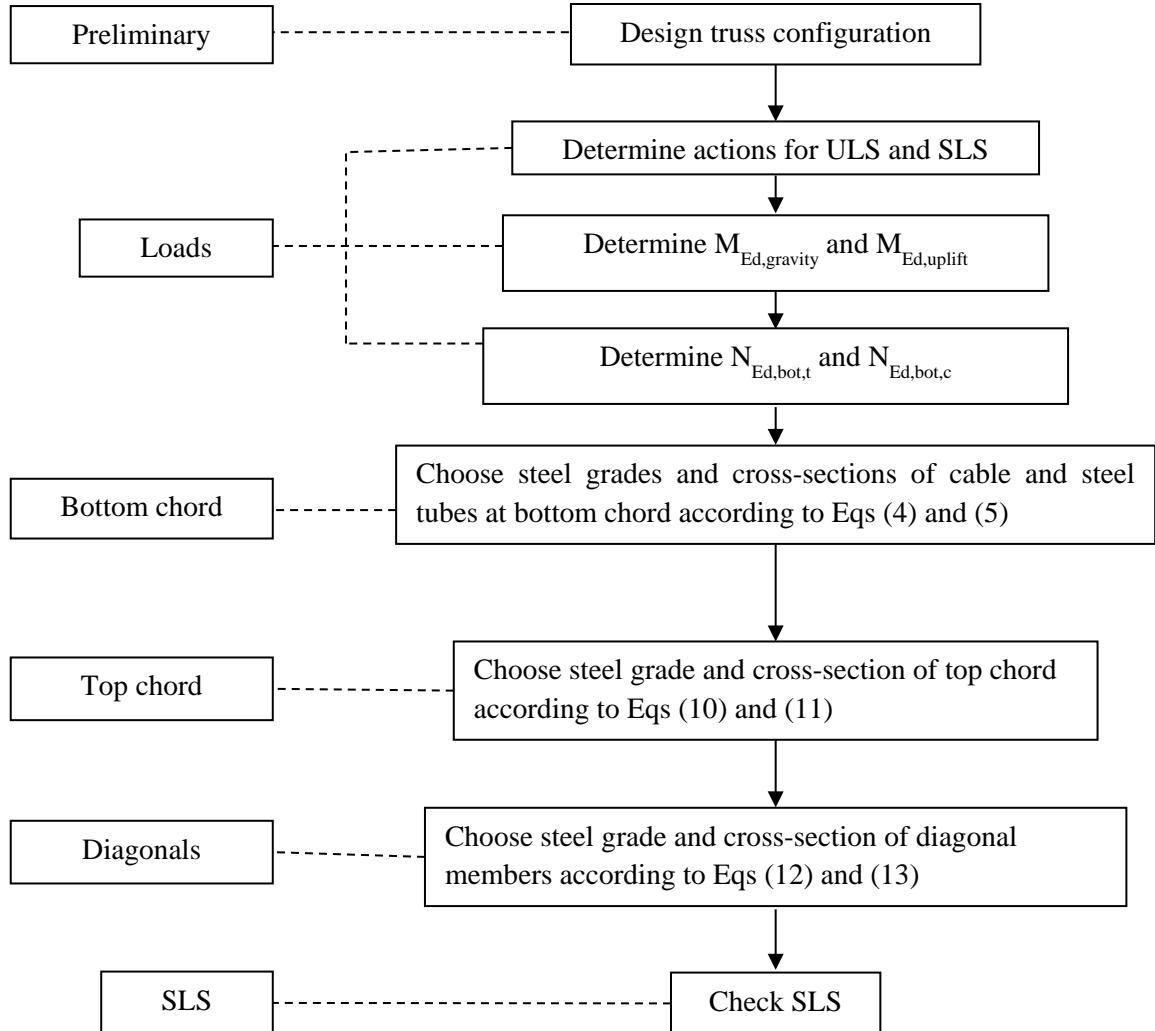 Preliminary
Design truss configuration
Determine actions for ULS and SLS
Loads
Determine M_Ed,gravity and M_Ed,uplift
Determine N_Ed,bot,t and N_Ed,bot,c
Bottom chord
Choose steel grades and cross-sections of cable and steel
tubes at bottom chord according to Eqs (4) and (5)
Top chord
Choose steel grade and cross-section of top chord
according to Eqs (10) and (11)
Diagonals
Choose steel grade and cross-section of diagonal
members according to Eqs (12) and (13)
SLS
Check SLS